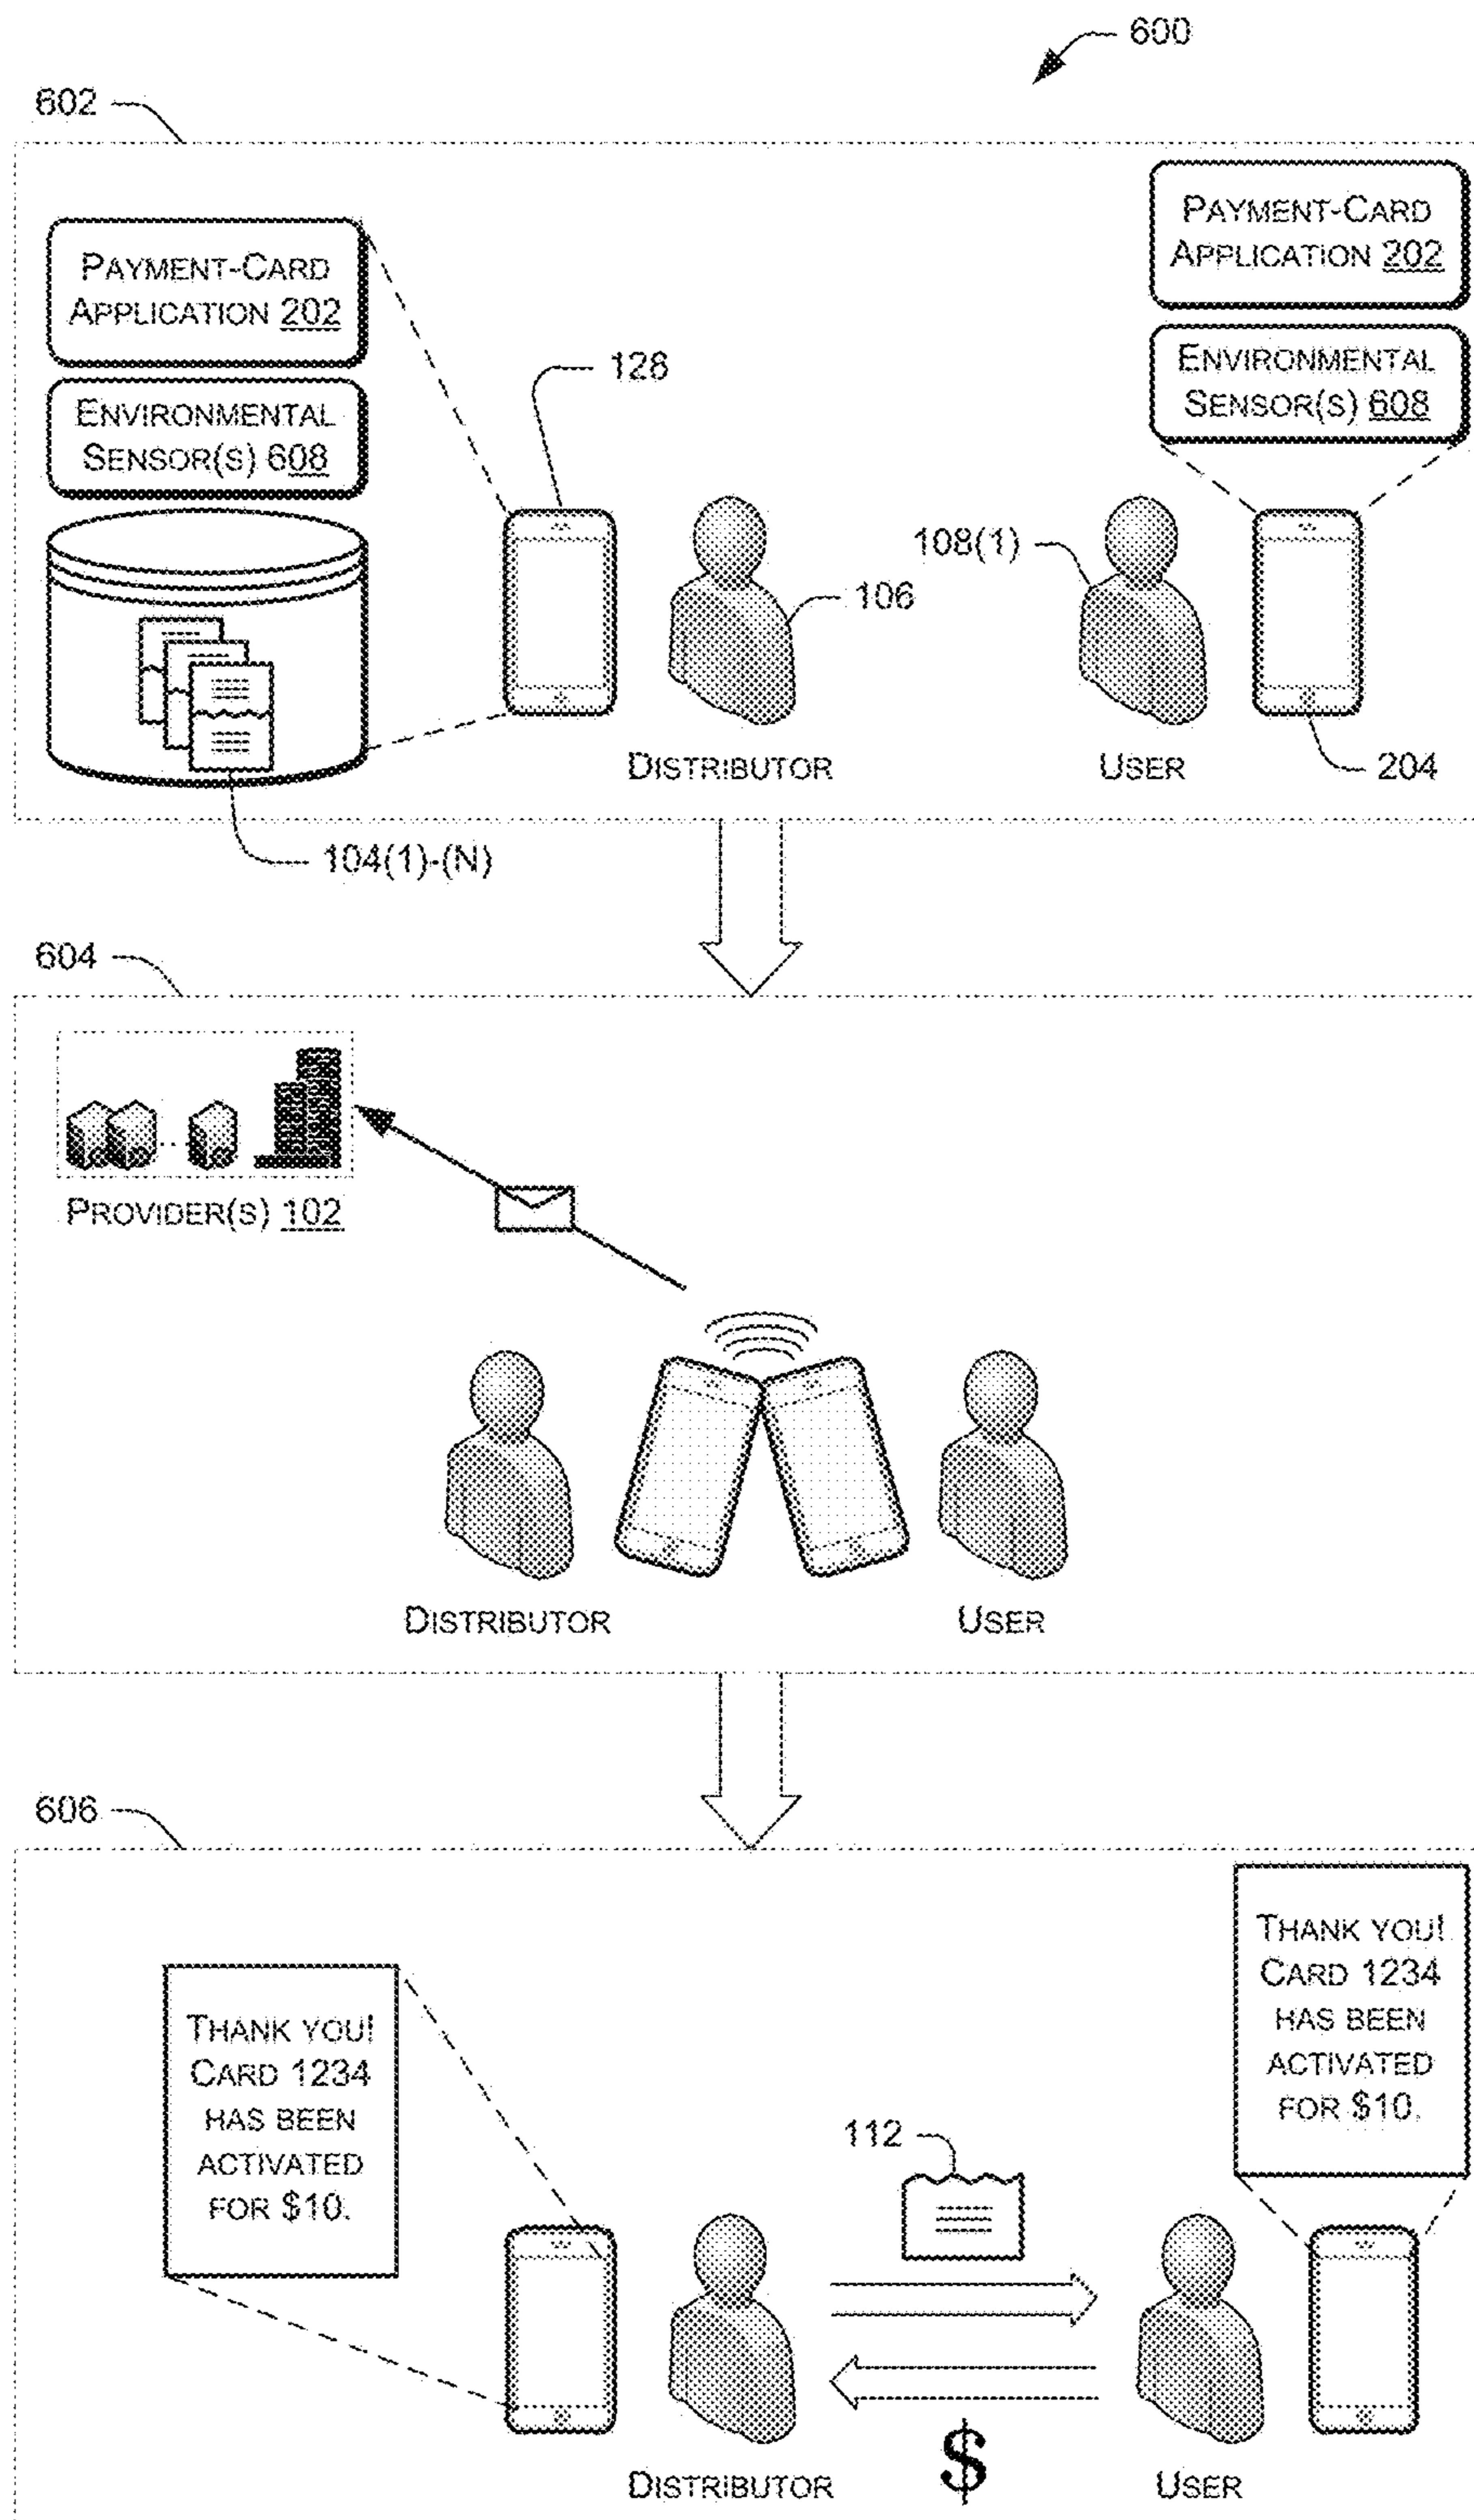 600
602
PAYMENT-CARD
APPLICATION 202
ENVIRONMENTAL
SENSOR(S) 608
PAYMENT-CARD
APPLICATION 202
ENVIRONMENTAL
SENSOR(S) 608
128
108(1)
106
DISTRIBUTOR
USER
204
104(1)-(N)
604
PROVIDER(S) 102
DISTRIBUTOR
USER
606
THANK YOU!
CARD 1234
HAS BEEN
ACTIVATED
FOR $10.
THANK YOU!
CARD 1234
HAS BEEN
ACTIVATED
FOR $10.
112
$
DISTRIBUTOR
USER